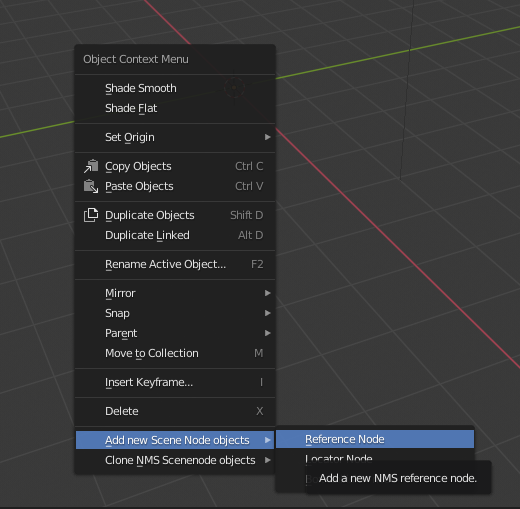 Object Context Menu
Shade Smooth
Shade Flat
Set Origin
Copy Objects Ctrl C
Paste Objects Ctrl V
Duplicate Objects Shift D
Duplicate Linked Alt D
Rename Active Object... F2
Mirror
Snap
Parent
Move to Collection M
Insert Keyframe... I
Delete X
Add new Scene Node objects
Reference Node
Clone NMS Scenenode objects
Locator Node
Add a new NMS reference node.